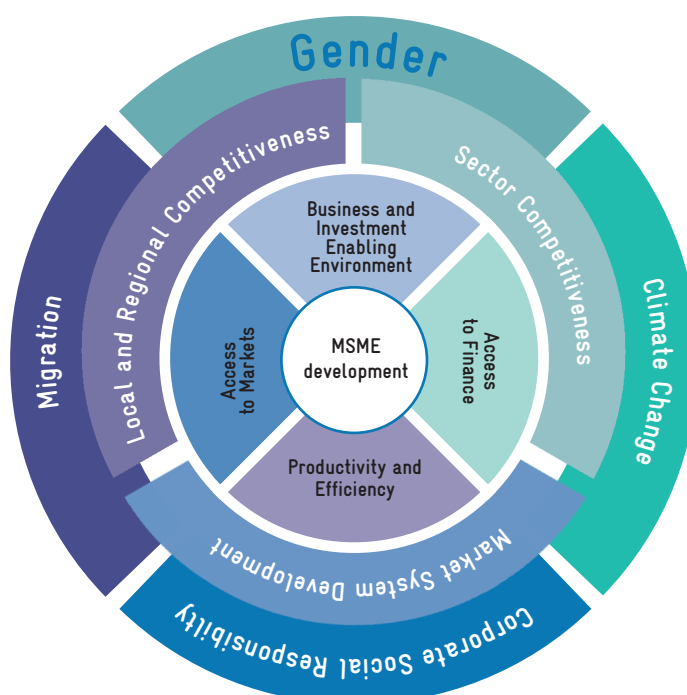 Gender
Local and Regional Competitiveness
Sector Competitiveness
Business and
Investment
Enabling
Environment
Migration
Access
to Markets
MSME
development
Access
to Finance
Climate Change
Productivity and
Efficiency
Market System Development
Corporate Social Responsibilty